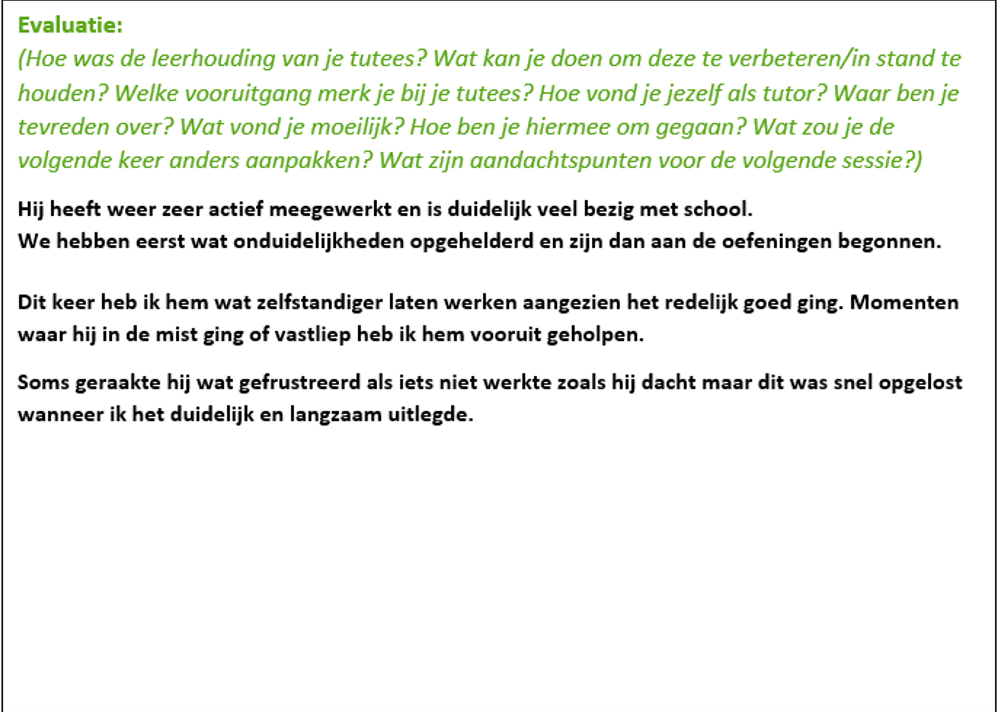 Evaluatie:
(Hoe was de leerhouding van je tutees? Wat kan je doen om deze te verbeteren/in stand te
houden? Welke vooruitgang merk je bij je tutees? Hoe vond je jezelf als tutor? Waar ben je
tevreden over? Wat vond je moeilijk? Hoe ben je hiermee om gegaan? Wat zou je de
volgende keer anders aanpakken? Wat zijn aandachtspunten voor de volgende sessie?)
Hij heeft weer zeer actief meegewerkt en is duidelijk veel bezig met school.
We hebben eerst wat onduidelijkheden opgehelderd en zijn dan aan de oefeningen begonnen.
Dit keer heb ik hem wat zelfstandiger laten werken aangezien het redelijk goed ging. Momenten
waar hij in de mist ging of vastliep heb ik hem vooruit geholpen.
Soms geraakte hij wat gefrustreerd als iets niet werkte zoals hij dacht maar dit was snel opgelost
wanneer ik het duidelijk en langzaam uitlegde.